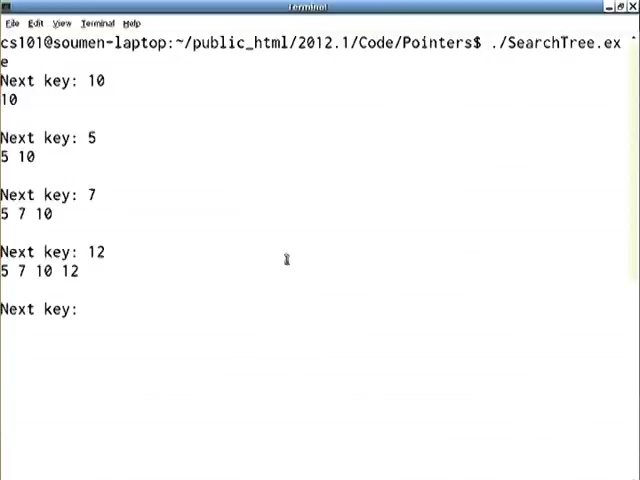 Terminal
File Edit View Terminal Help
cs101@soumen-laptop:~/public_html/2012.1/Code/Pointers$ ./SearchTree.ex
e
Next key: 10
10
Next key: 5
5 10
Next key: 7
5 7 10
Next key: 12
5 7 10 12
Next key: